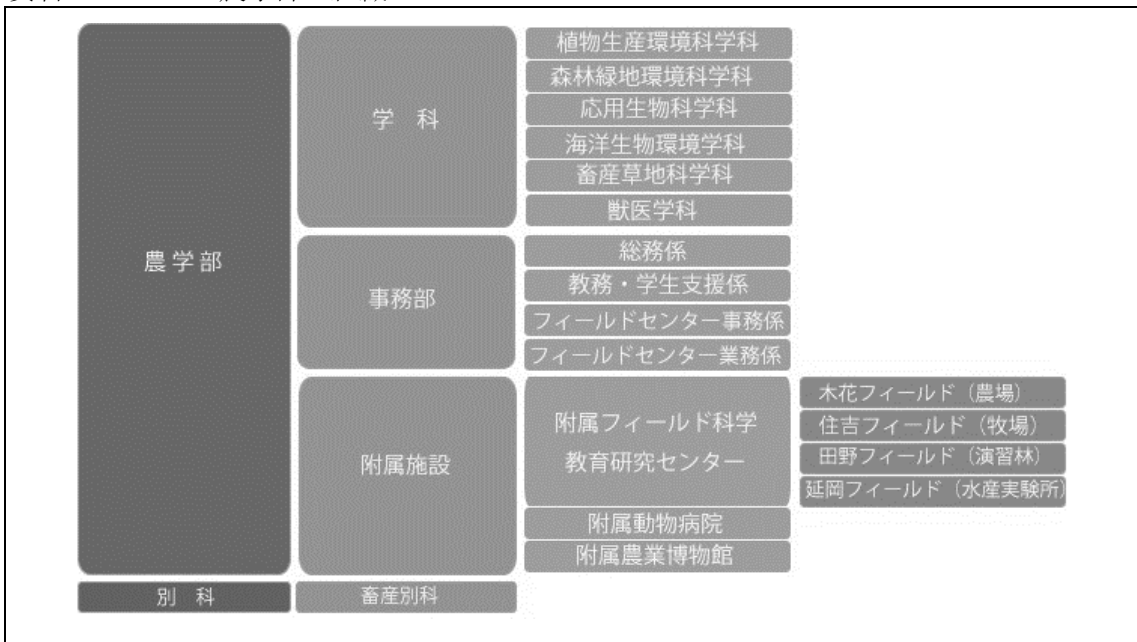 農学部
学　科
植物生産環境科学科
森林緑地環境科学科
応用生物科学科
海洋生物環境学科
畜産草地科学科
獣医学科
事務部
総務係
教務・学生支援係
フィールドセンター事務係
フィールドセンター業務係
附属施設
附属フィールド科学
教育研究センター
木花フィールド（農場）
住吉フィールド（牧場）
田野フィールド（演習林）
延岡フィールド（水産実験所）
附属動物病院
附属農業博物館
別　科
畜産別科